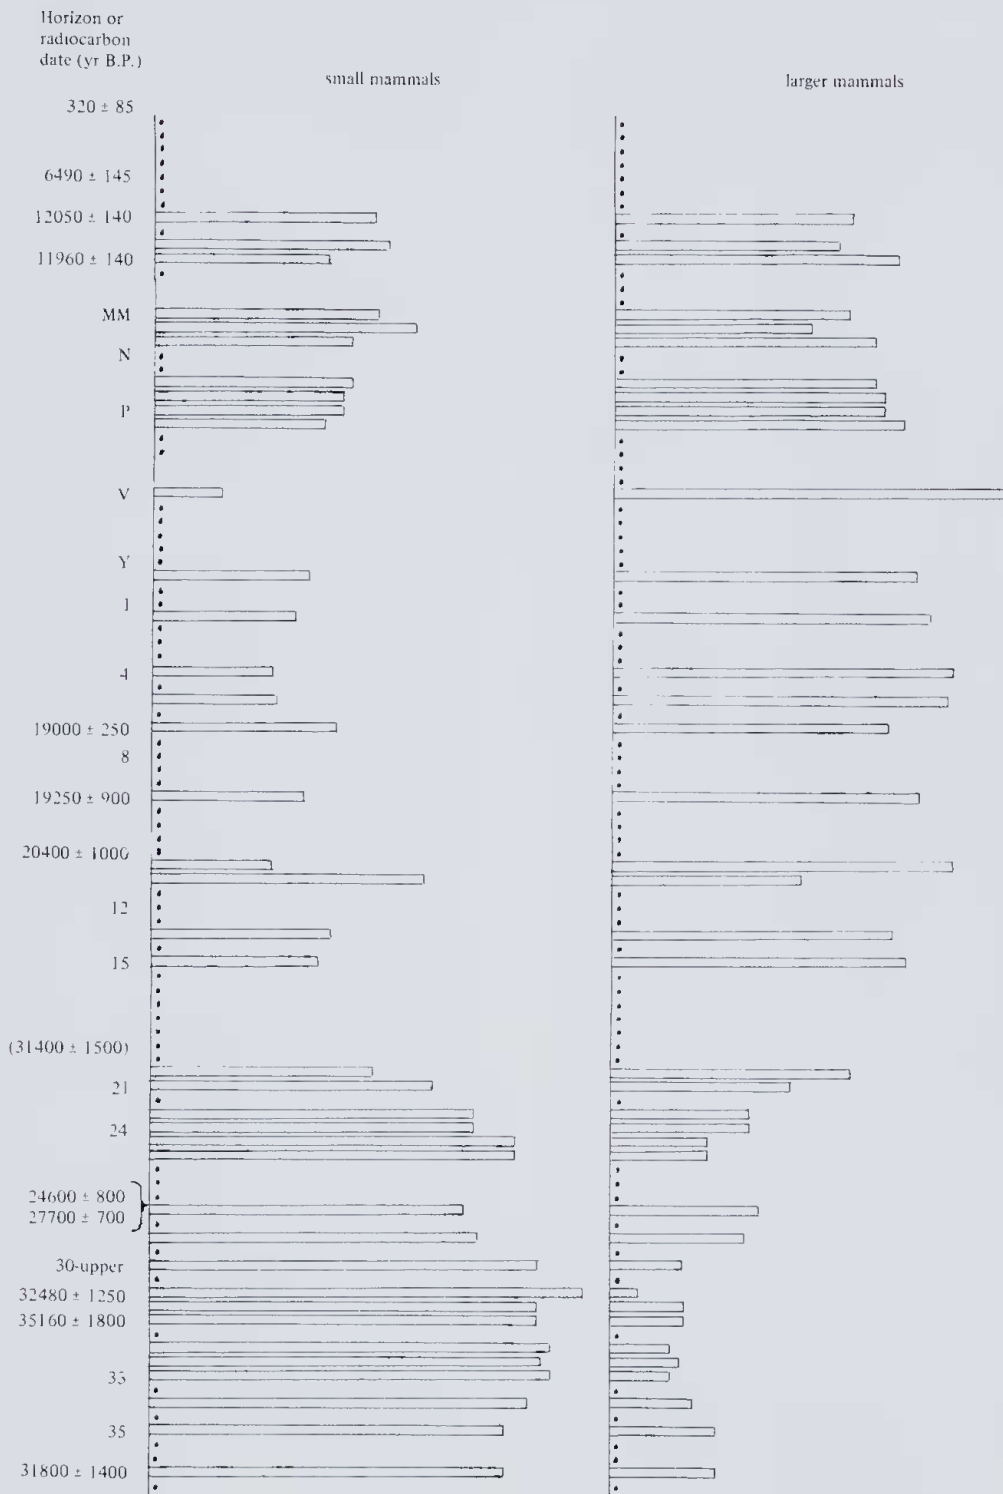 Horizon or
radiocarbon
date (yr B.P.)
small mammals
larger mammals
320 ± 85
6490 ± 145
12050 ± 140
11960 ± 140
MM
N
P
V
Y
1
4
19000 ± 250
8
19250 ± 900
20400 ± 1000
12
15
(31400 ± 1500)
21
24
24600 ± 800
27700 ± 700
30-upper
32480 ± 1250
35160 ± 1800
33
35
31800 ± 1400